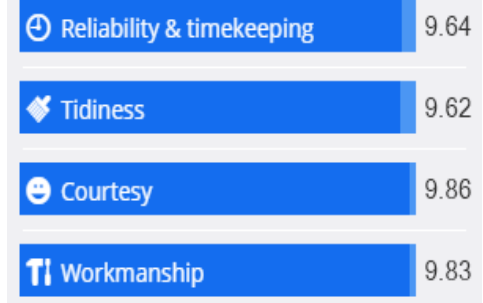 Reliability & timekeeping 9.64
Tidiness 9.62
Courtesy 9.86
Workmanship 9.83